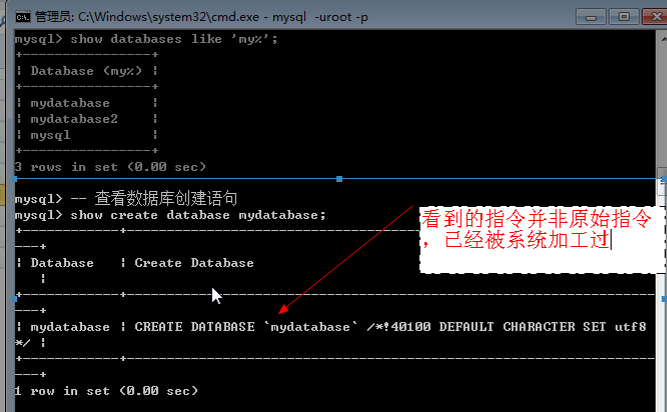 管理员: C:\Windows\system32\cmd.exe - mysql  -uroot -p
mysql> show databases like 'my%';
+----------------+
| Database (my%) |
+----------------+
| mydatabase     |
| mydatabase2    |
| mysql          |
+----------------+
3 rows in set (0.00 sec)
mysql> -- 查看数据库创建语句
mysql> show create database mydatabase;
看到的指令并非原始指令
，已经被系统加工过
+------------+--------------------------------------------------------------
---+
| Database   | Create Database
   |
+------------+--------------------------------------------------------------
---+
| mydatabase | CREATE DATABASE `mydatabase` /*!40100 DEFAULT CHARACTER SET utf8
*/ |
+------------+--------------------------------------------------------------
---+
1 row in set (0.00 sec)